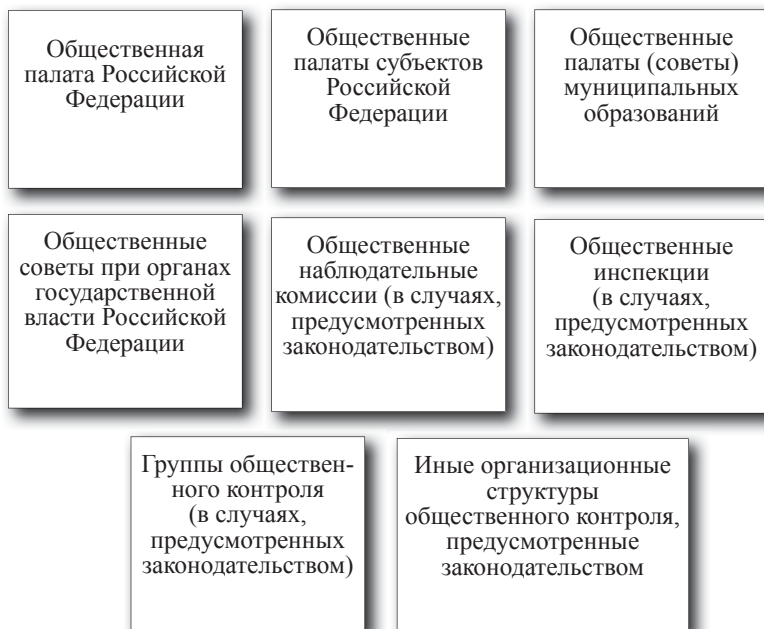 Общественная
палата Российской
Федерации
Общественные
палаты субъектов
Российской
Федерации
Общественные
палаты (советы)
муниципальных
образований
Общественные
советы при органах
государственной
власти Российской
Федерации
Общественные
наблюдательные
комиссии (в случаях,
предусмотренных
законодательством)
Общественные
инспекции
(в случаях,
предусмотренных
законодательством)
Группы обществен-
ного контроля
(в случаях,
предусмотренных
законодательством)
Иные организационные
структуры
общественного контроля,
предусмотренные
законодательством